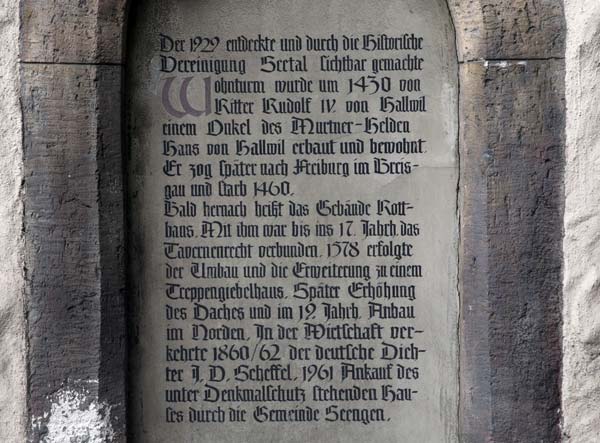 Der 1929 entdeckte und durch die Historische
Vereinigung Seetal sichtbar gemachte
Wohnturm wurde um 1430 von
Ritter Rudolf IV. von Hallwil
einem Onkel des Murtner-Helden
Hans von Hallwil erbaut und bewohnt.
Er zog später nach Freiburg im Breis-
gau und starb 1460.
Bald hernach heißt das Gebäude Rott-
haus. Mit ihm war bis ins 17. Jahrh. das
Tavernenrecht verbunden. 1578 erfolgte
der Umbau und die Erweiterung zu einem
Treppengiebelhaus. Später Erhöhung
des Daches und im 19. Jahrh. Anbau
im Norden. In der Wirtschaft ver-
kehrte 1860/62 der deutsche Dich-
ter J. D. Scheffel. 1961 Ankauf des
unter Denkmalschutz stehenden Hau-
ses durch die Gemeinde Seengen.